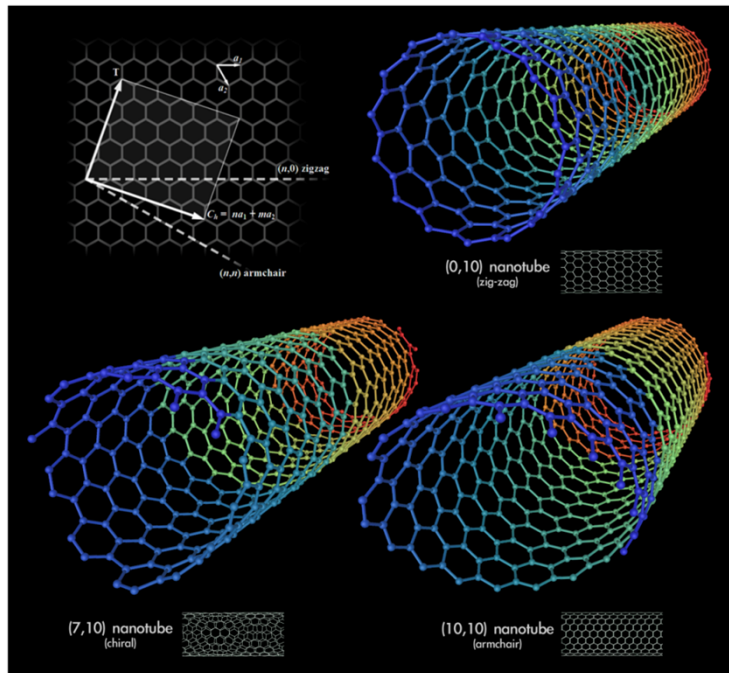 a₁
a₂
T
(n,0) zigzag
Cₕ = na₁ + ma₂
(n,n) armchair
(0,10) nanotube
(zig-zag)
(7,10) nanotube
(chiral)
(10,10) nanotube
(armchair)